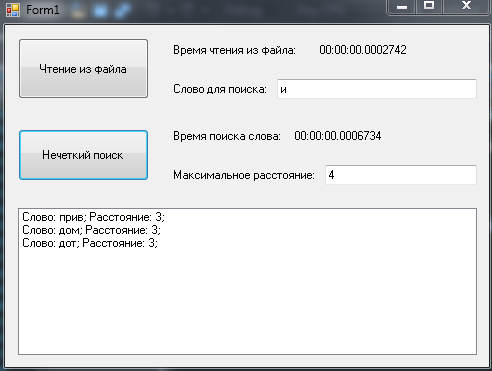 Form1
Чтение из файла
Время чтения из файла: 00:00:00.0002742
Слово для поиска: и
Нечеткий поиск
Время поиска слова: 00:00:00.0006734
Максимальное расстояние: 4
Слово: прив; Расстояние: 3;
Слово: дом; Расстояние: 3;
Слово: дот; Расстояние: 3;